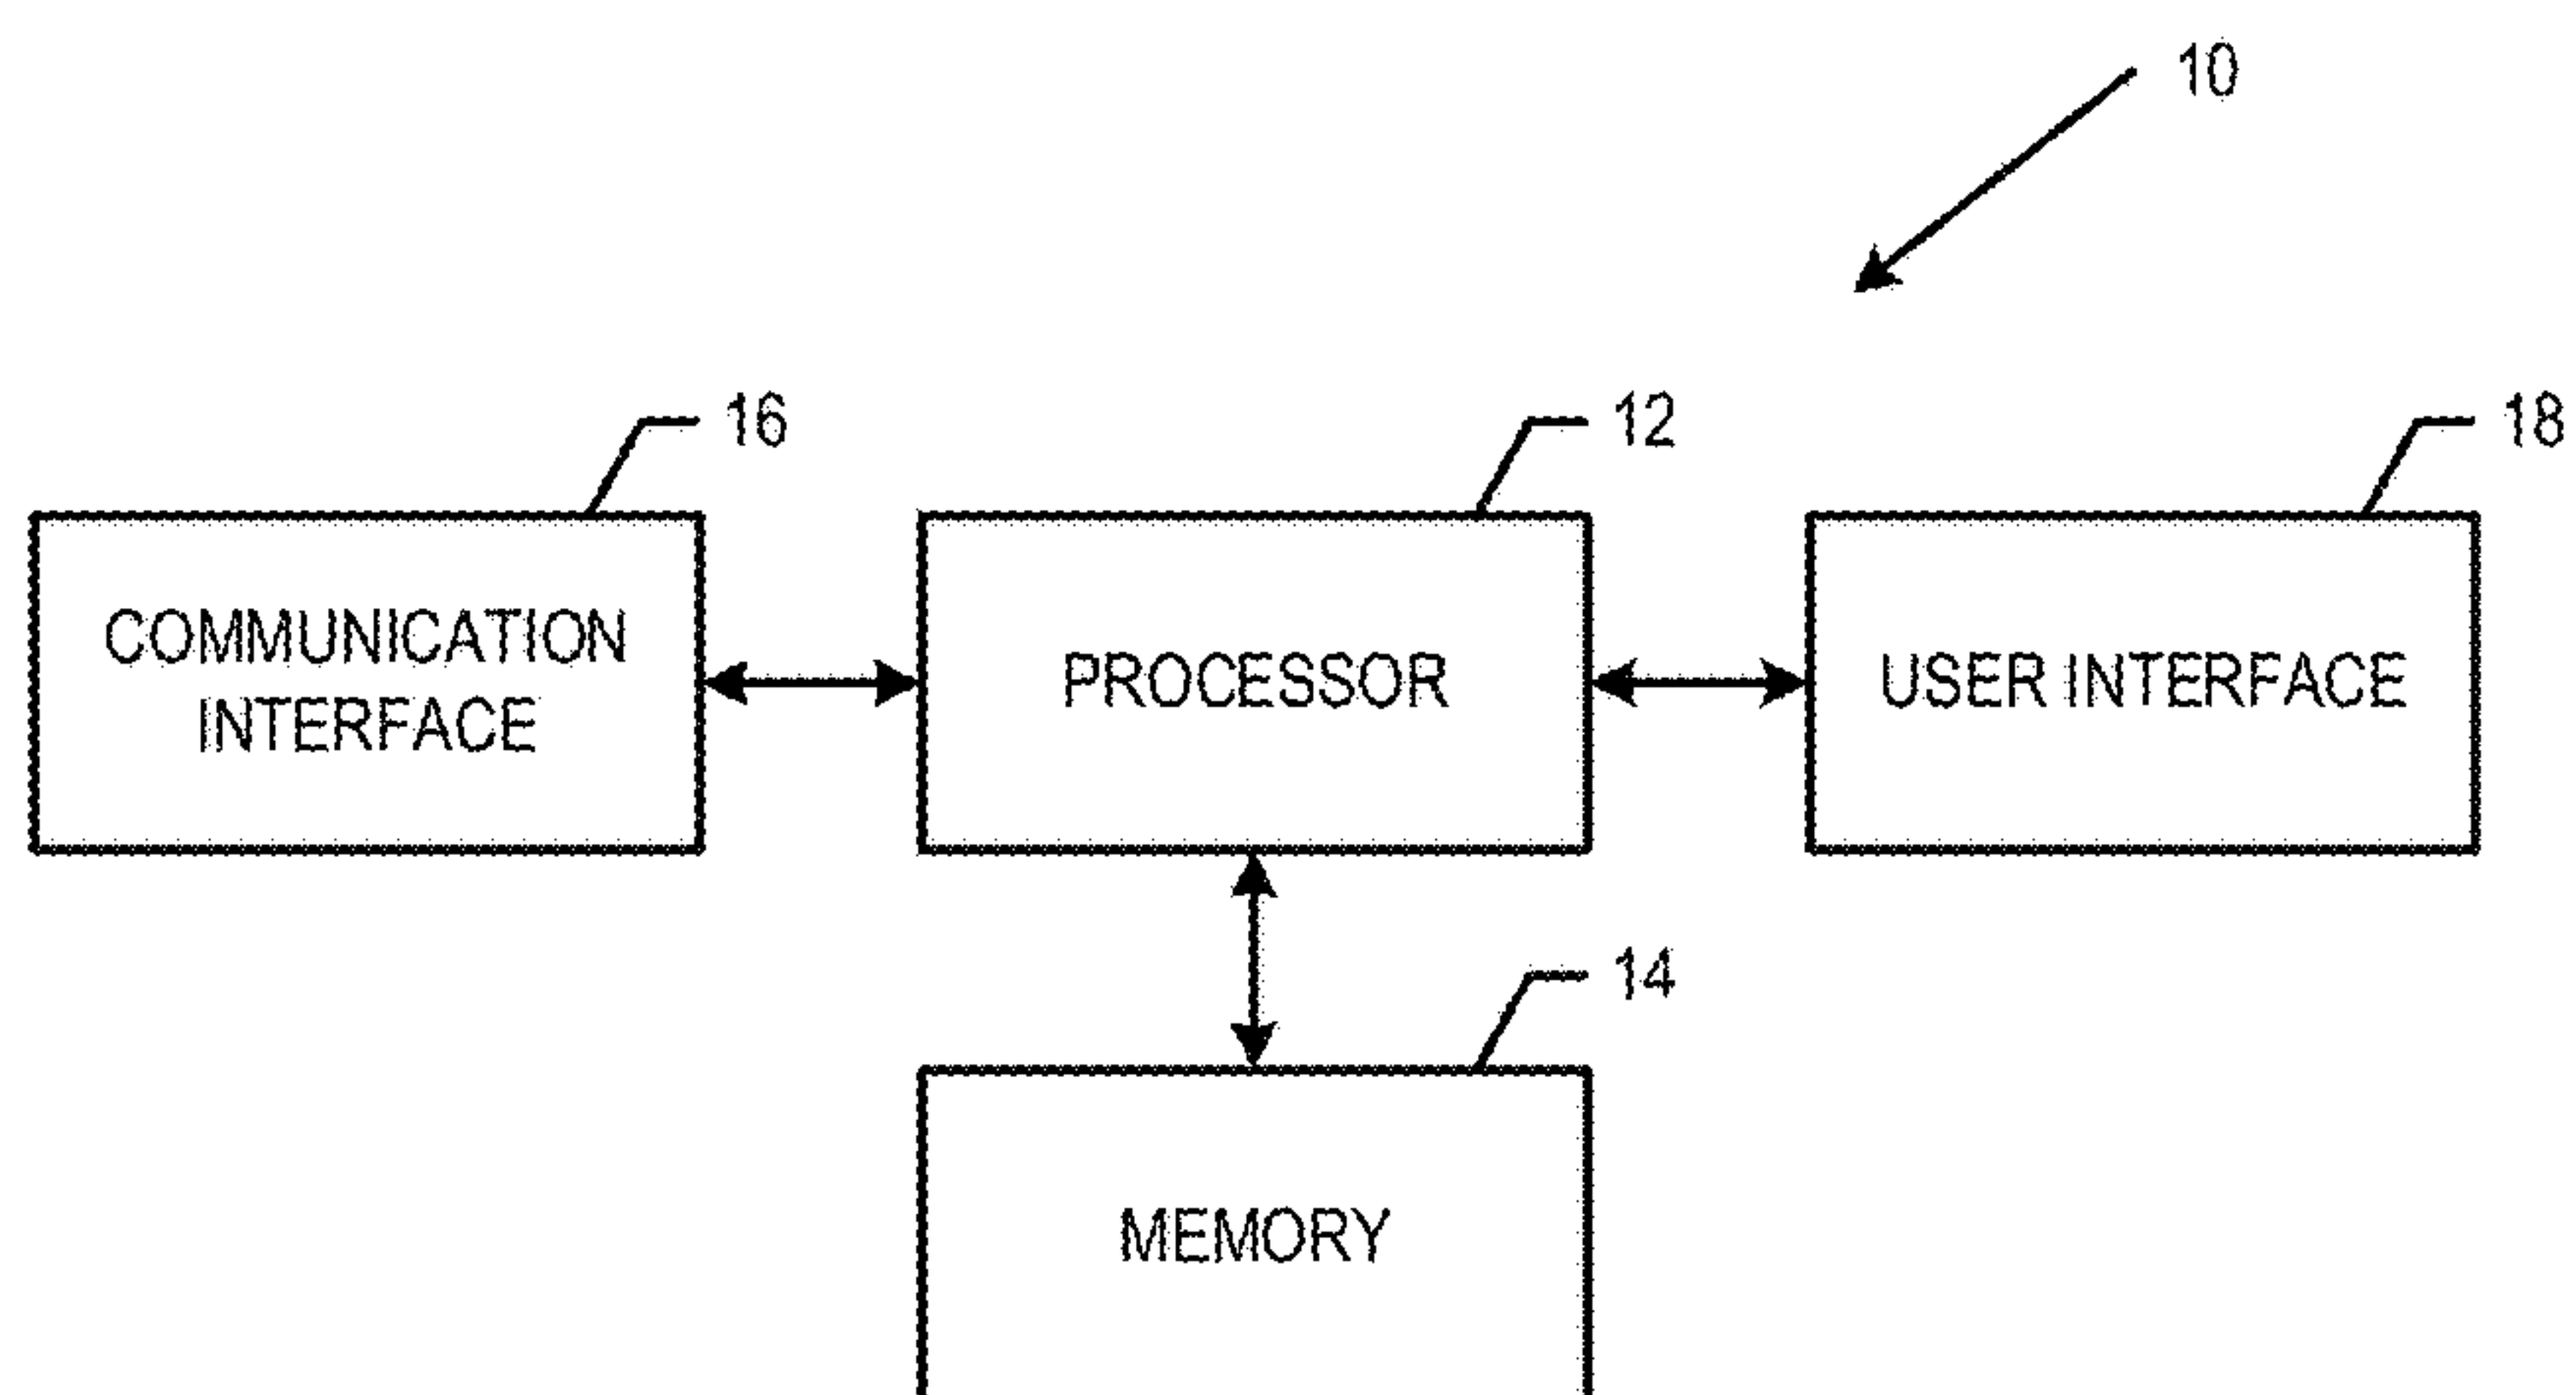 10
16
12
18
COMMUNICATION
INTERFACE
PROCESSOR
USER INTERFACE
14
MEMORY